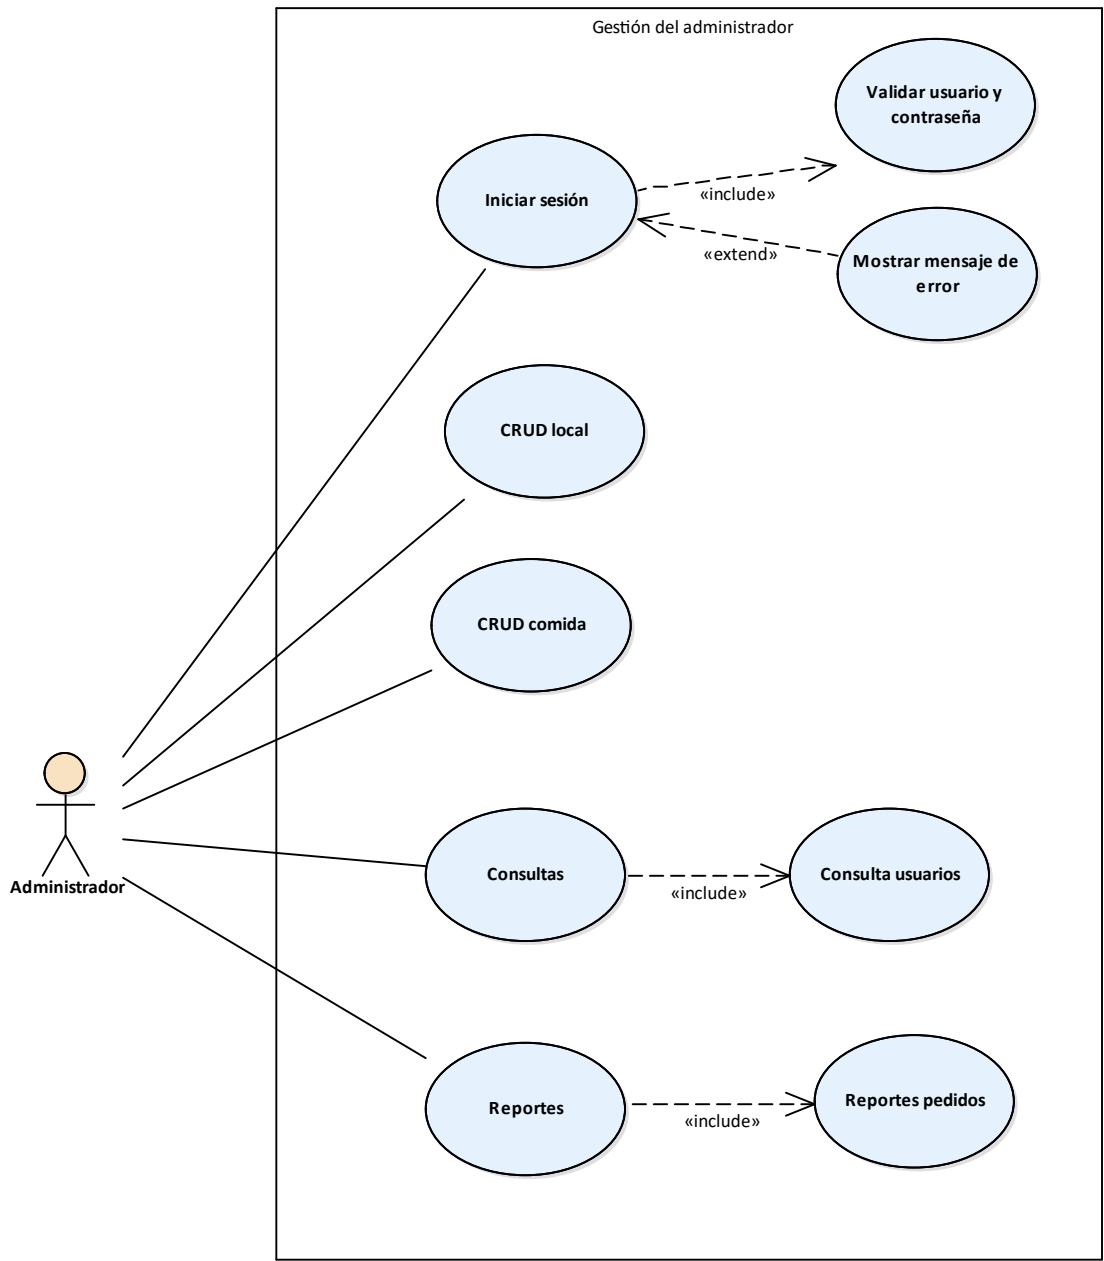 Gestión del administrador
Validar usuario y
contraseña
Iniciar sesión
«include»
«extend»
Mostrar mensaje de
error
CRUD local
CRUD comida
Administrador
Consultas
«include»
Consulta usuarios
Reportes
«include»
Reportes pedidos